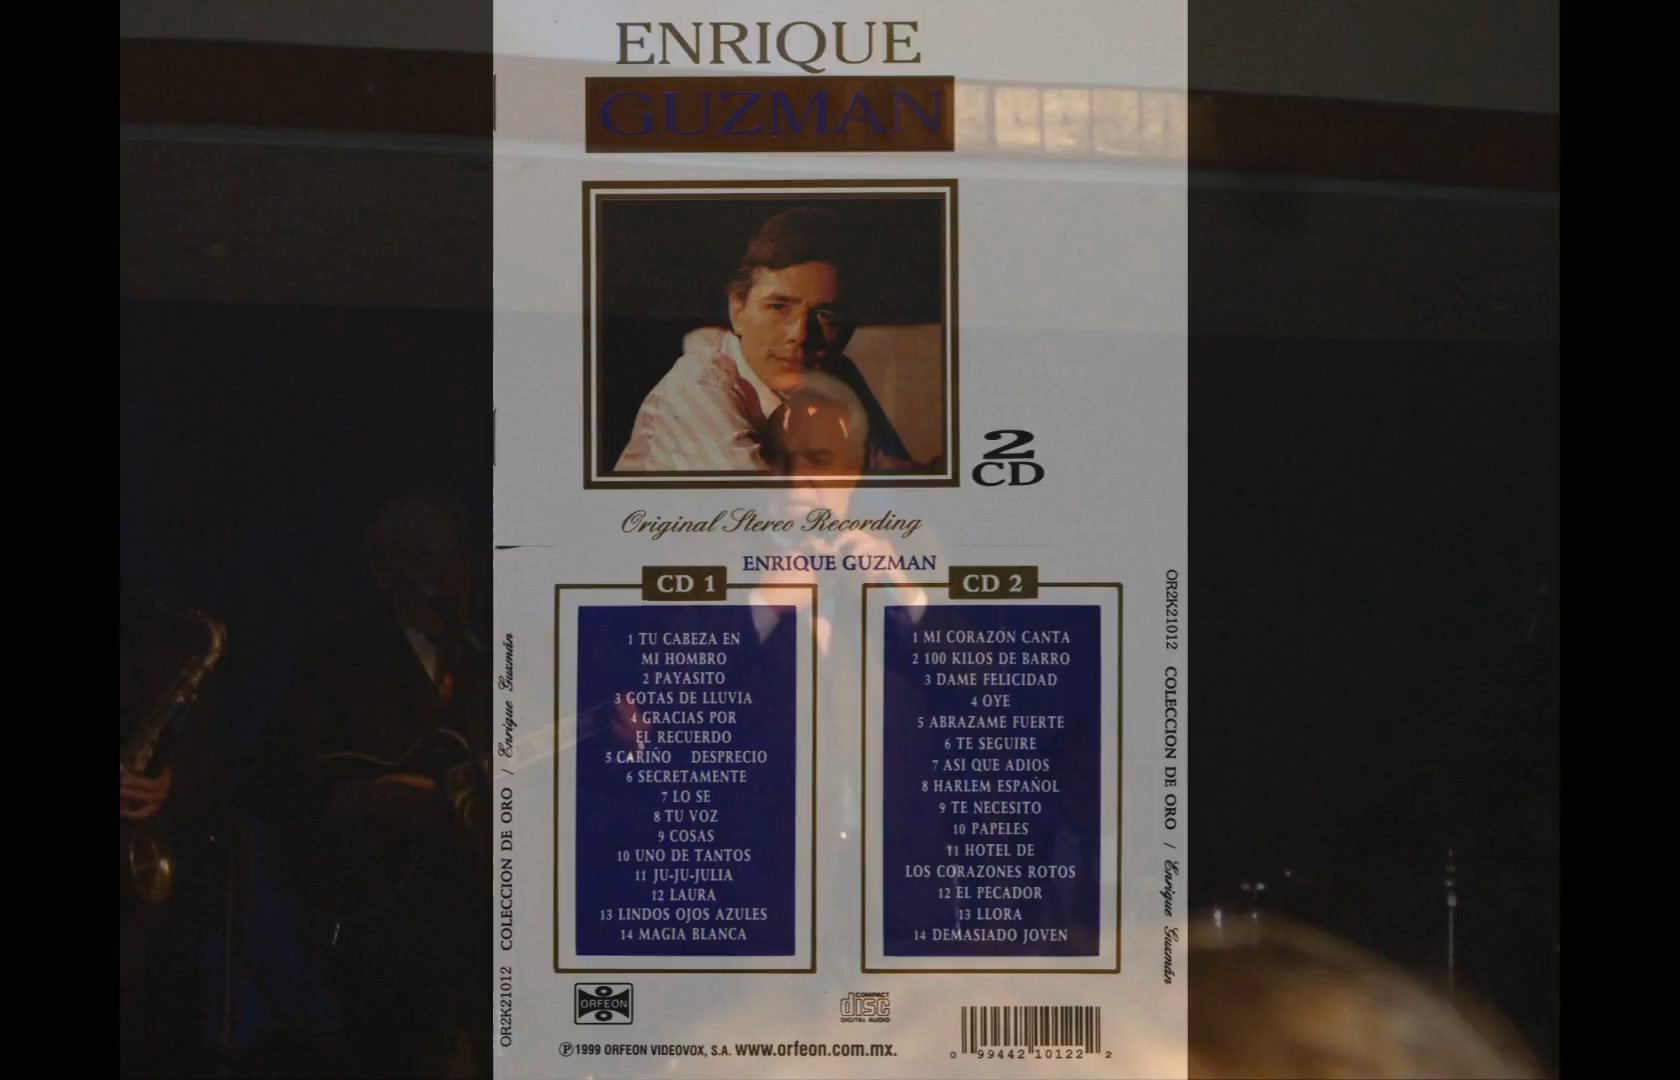 ENRIQUE
GUZMAN
2
CD
Original Stereo Recording
ENRIQUE GUZMAN
CD 1
1 TU CABEZA EN
MI HOMBRO
2 PAYASITO
3 GOTAS DE LLUVIA
4 GRACIAS POR
EL RECUERDO
5 CARIÑO DESPRECIO
6 SECRETAMENTE
7 LO SE
8 TU VOZ
9 COSAS
10 UNO DE TANTOS
11 JU-JU-JULIA
12 LAURA
13 LINDOS OJOS AZULES
14 MAGIA BLANCA
CD 2
1 MI CORAZON CANTA
2 100 KILOS DE BARRO
3 DAME FELICIDAD
4 OYE
5 ABRAZAME FUERTE
6 TE SEGUIRE
7 ASI QUE ADIOS
8 HARLEM ESPAÑOL
9 TE NECESITO
10 PAPELES
11 HOTEL DE
LOS CORAZONES ROTOS
12 EL PECADOR
13 LLORA
14 DEMASIADO JOVEN
OR2K21012 COLECCION DE ORO / Enrique Guzmán
OR2K21012 COLECCION DE ORO / Enrique Guzmán
ORFEON
COMPACT
disc
DIGITAL AUDIO
℗1999 ORFEON VIDEOVOX, S.A. www.orfeon.com.mx.
0 99442 10122 2